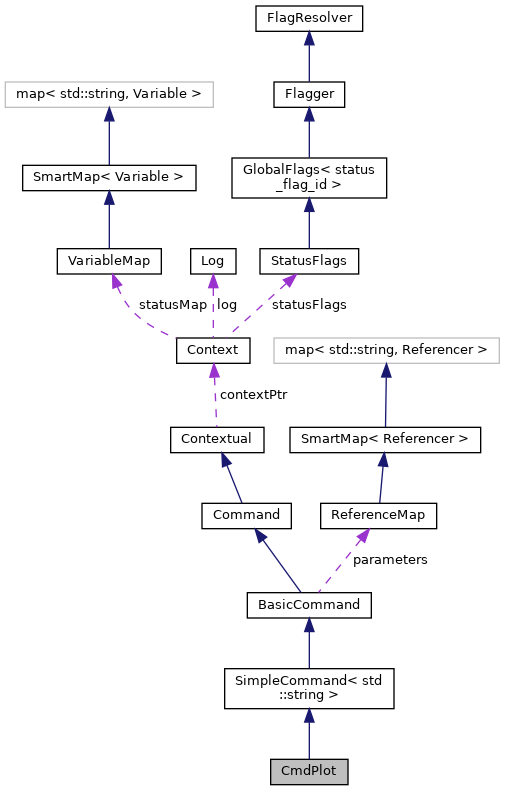 FlagResolver
map< std::string, Variable >
Flagger
SmartMap< Variable >
GlobalFlags< status
_flag_id >
VariableMap
Log
StatusFlags
statusMap
log
statusFlags
Context
map< std::string, Referencer >
contextPtr
Contextual
SmartMap< Referencer >
Command
ReferenceMap
parameters
BasicCommand
SimpleCommand< std
::string >
CmdPlot